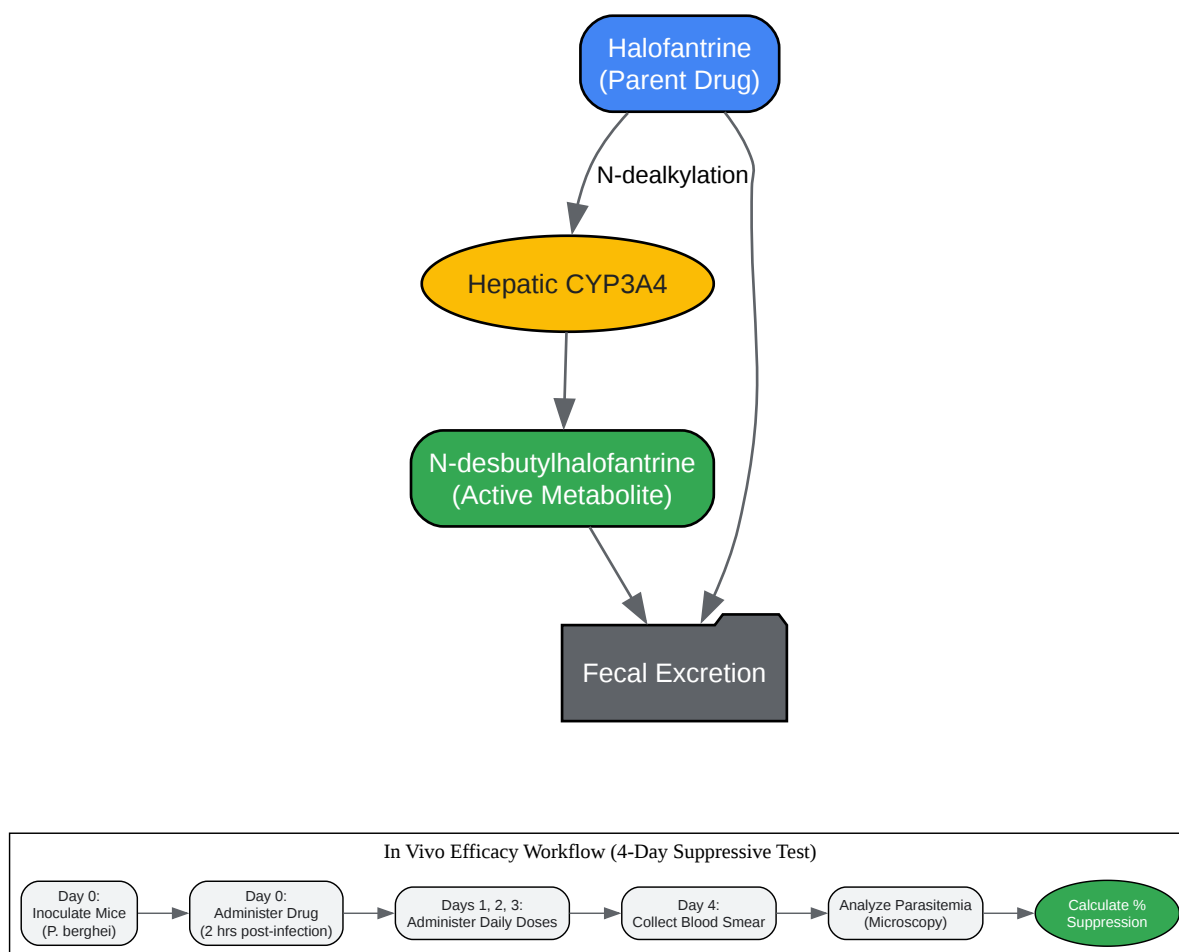 Halofantrine
(Parent Drug)
N-dealkylation
Hepatic CYP3A4
N-desbutylhalofantrine
(Active Metabolite)
Fecal Excretion
In Vivo Efficacy Workflow (4-Day Suppressive Test)
Day 0:
Inoculate Mice
(P. berghei)
Day 0:
Administer Drug
(2 hrs post-infection)
Days 1, 2, 3:
Administer Daily Doses
Day 4:
Collect Blood Smear
Analyze Parasitemia
(Microscopy)
Calculate %
Suppression